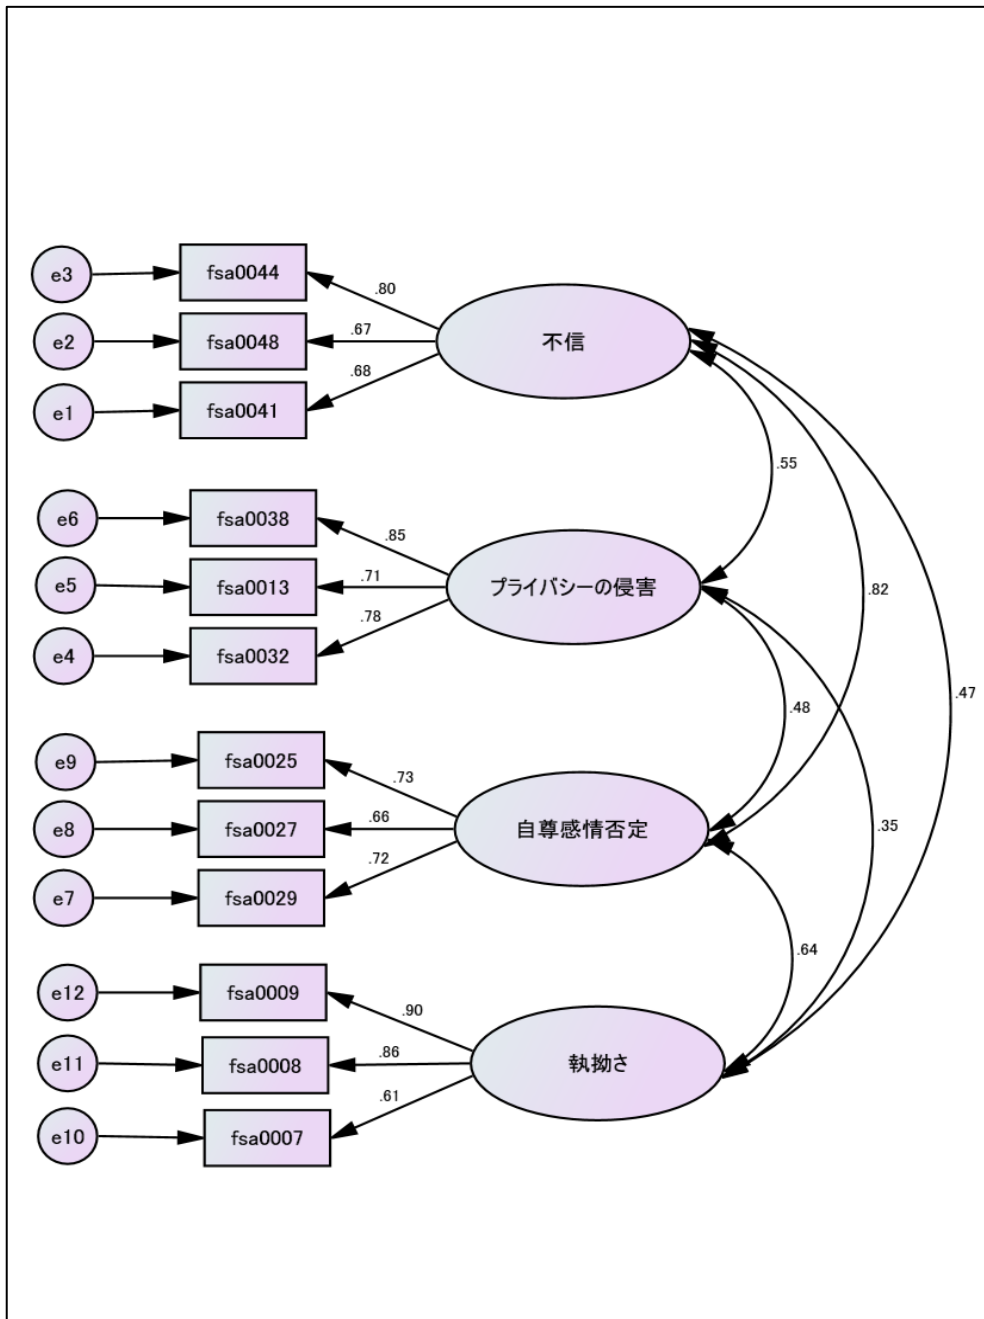 e3
fsa0044
.80
e2
fsa0048
.67
不信
e1
fsa0041
.68
.55
e6
fsa0038
.85
e5
fsa0013
.71
プライバシーの侵害
.82
e4
fsa0032
.78
.48
.47
e9
fsa0025
.73
e8
fsa0027
.66
自尊感情否定
.35
e7
fsa0029
.72
.64
e12
fsa0009
.90
e11
fsa0008
.86
執拗さ
e10
fsa0007
.61